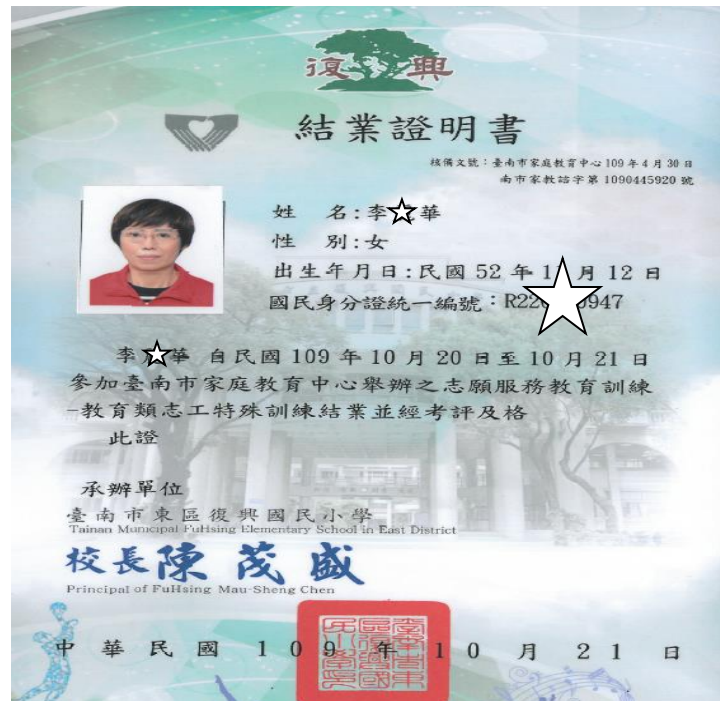 復興
結業證明書
核備文號：臺南市家庭教育中心109年4月30日
南市家教諮字第1090445920號
姓 名：李 華
性 別：女
出生年月日：民國52年1 月12日
國民身分證統一編號：R22 947
李 華 自民國109年10月20日至10月21日
參加臺南市家庭教育中心舉辦之志願服務教育訓練
-教育類志工特殊訓練結業並經考評及格
此證
承辦單位
臺南市東區復興國民小學
Tainan Municipal FuHsing Elementary School in East District
校長陳茂盛
Principal of FuHsing Mau-Sheng Chen
中華民國109年10月21日